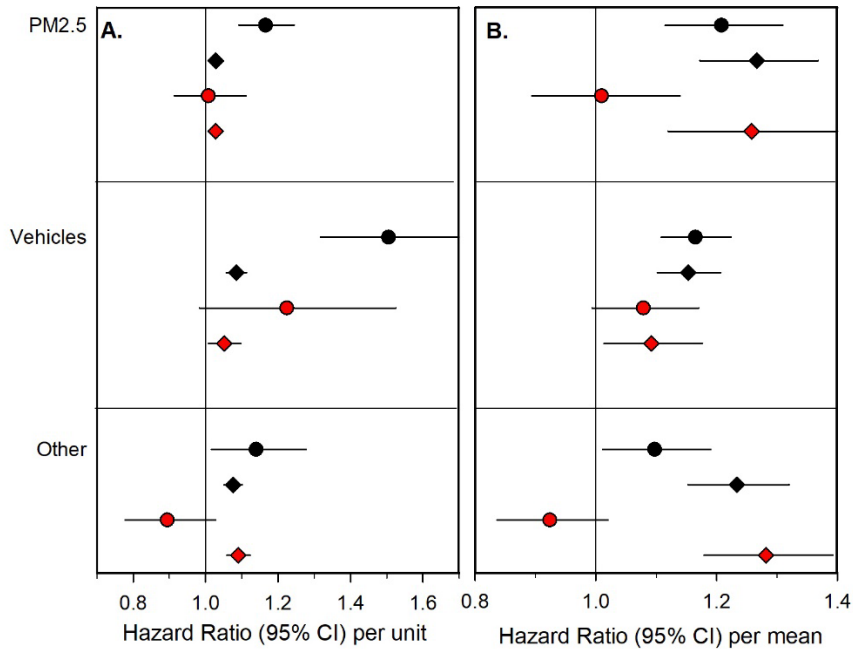 PM2.5
A.
B.
Vehicles
Other
0.8 1.0 1.2 1.4 1.6
0.8 1.0 1.2 1.4
Hazard Ratio (95% CI) per unit
Hazard Ratio (95% CI) per mean